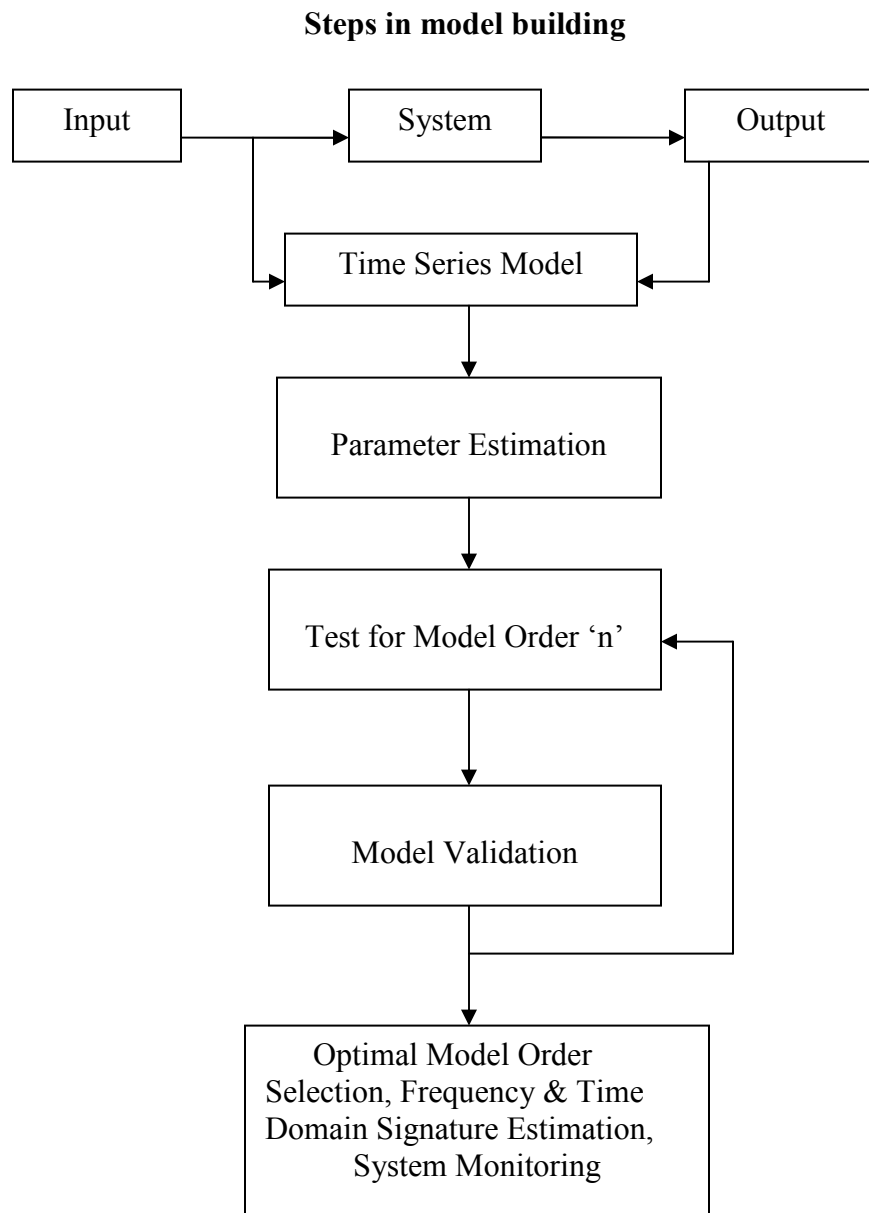 Steps in model building
Input
System
Output
Time Series Model
Parameter Estimation
Test for Model Order ‘n’
Model Validation
Optimal Model Order
Selection, Frequency & Time
Domain Signature Estimation,
System Monitoring